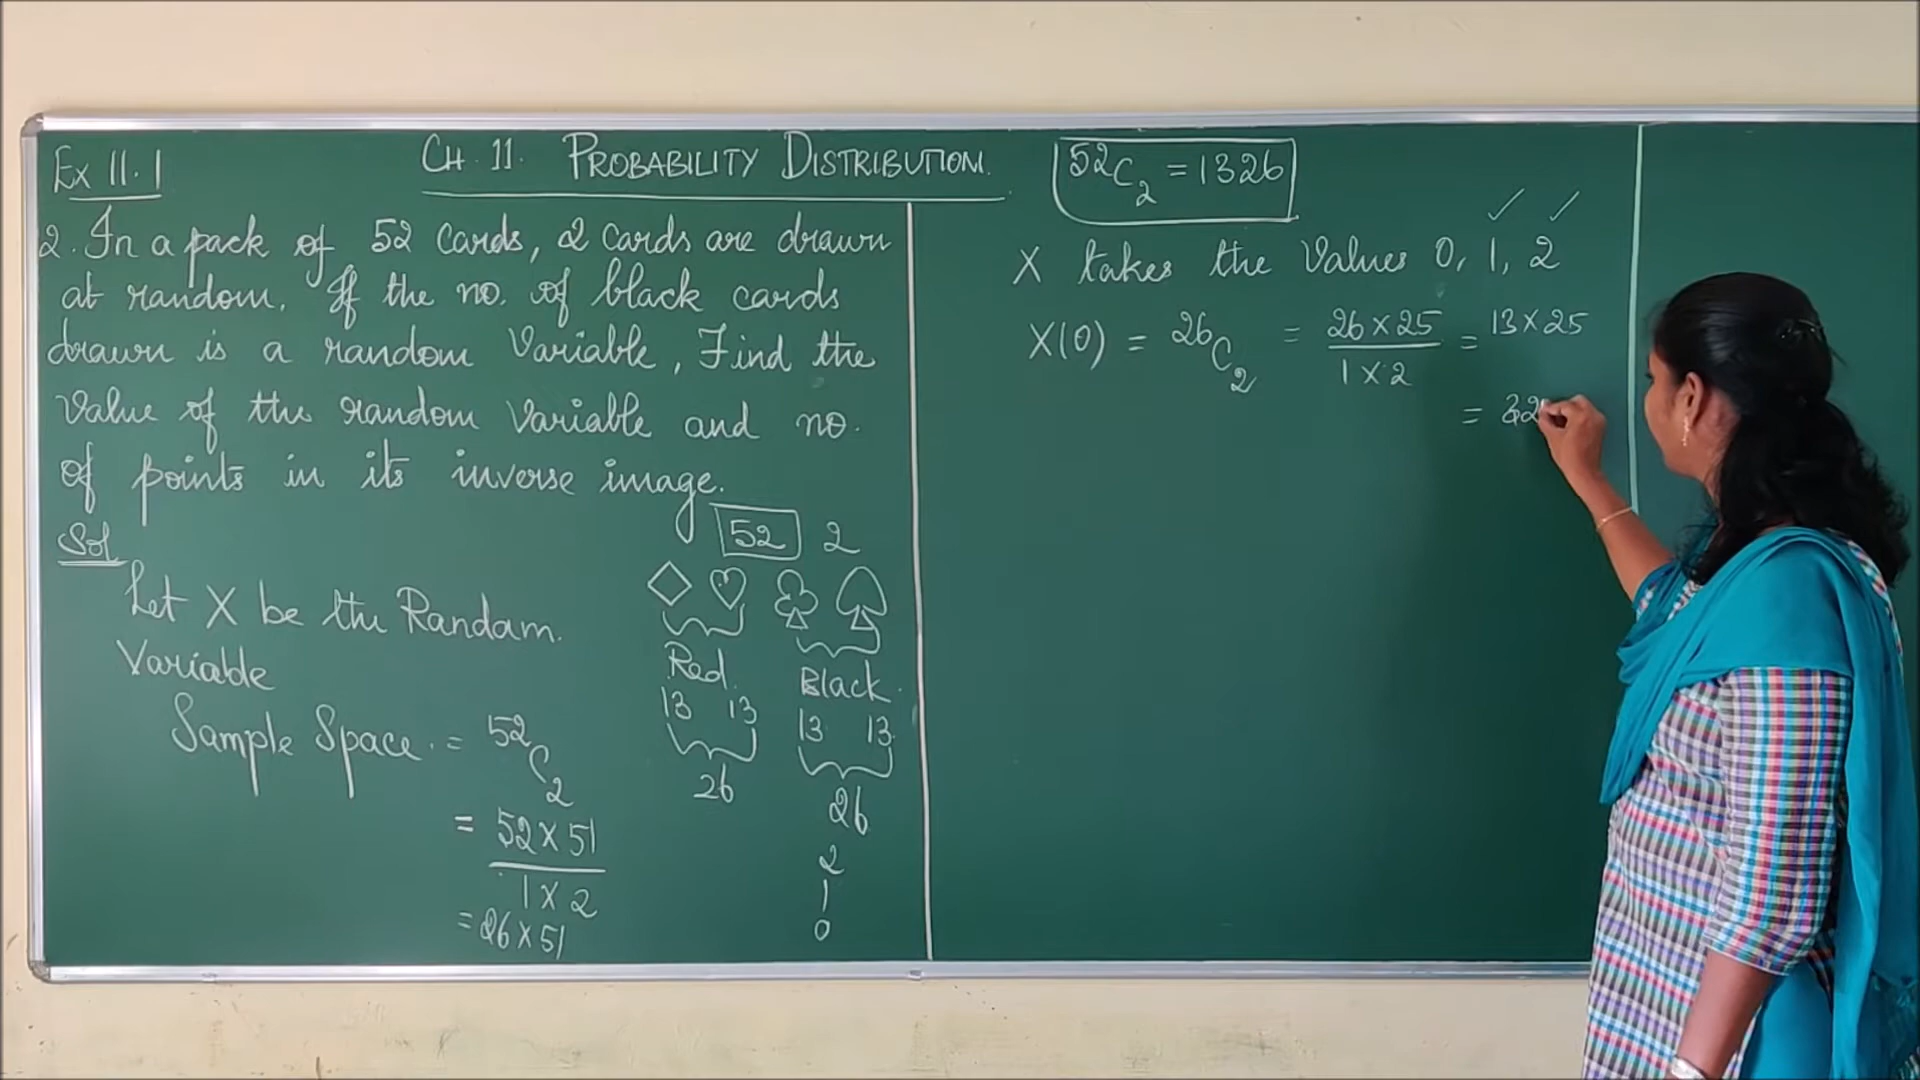 Ex 11.1
CH. 11. PROBABILITY DISTRIBUTION.
2. In a pack of 52 cards, 2 cards are drawn
at random. If the no. of black cards
drawn is a random Variable, Find the
Value of the random Variable and no.
of points in its inverse image.
Sol
52 2
Let X be the Randam.
Variable
Sample Space. = 52C2
= 52 × 51
1 × 2
= 26 × 51
Red. Black.
13 13 13 13
26 26
2
1
0
52C2 = 1326
X takes the Values 0, 1, 2
X(0) = 26C2 = 26 × 25 = 13 × 25
1 × 2
=